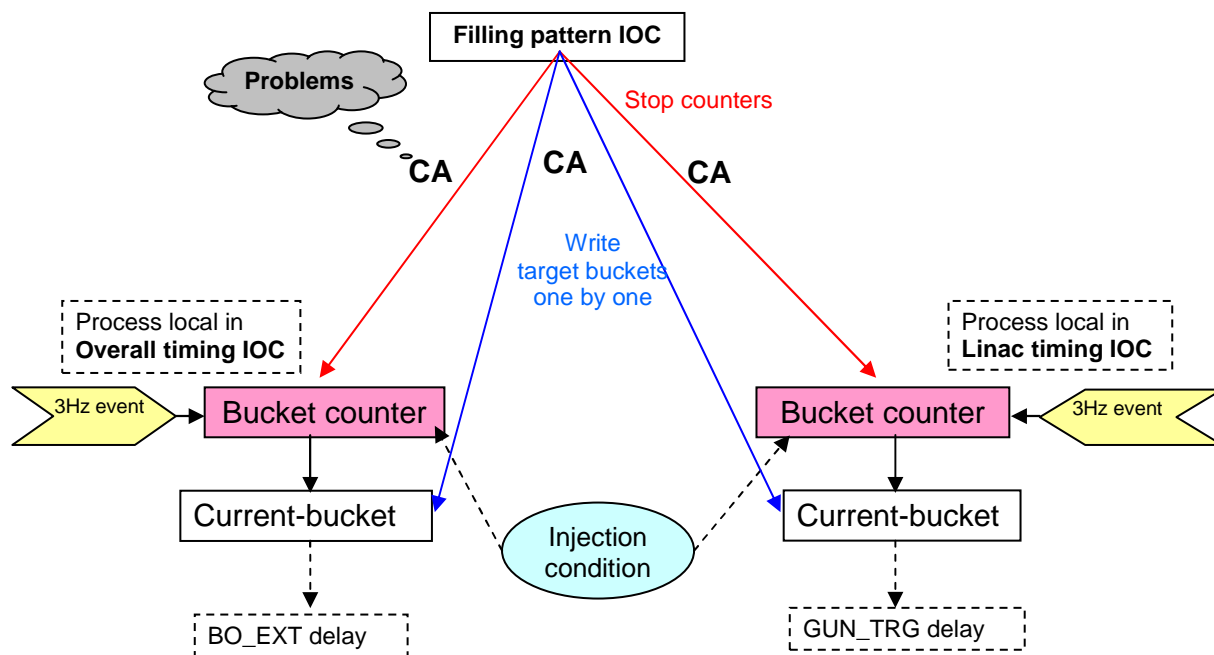 Filling pattern IOC
Problems
Stop counters
CA
CA
CA
Write
target buckets
one by one
Process local in
Overall timing IOC
Process local in
Linac timing IOC
3Hz event
Bucket counter
Bucket counter
3Hz event
Current-bucket
Current-bucket
Injection
condition
BO_EXT delay
GUN_TRG delay